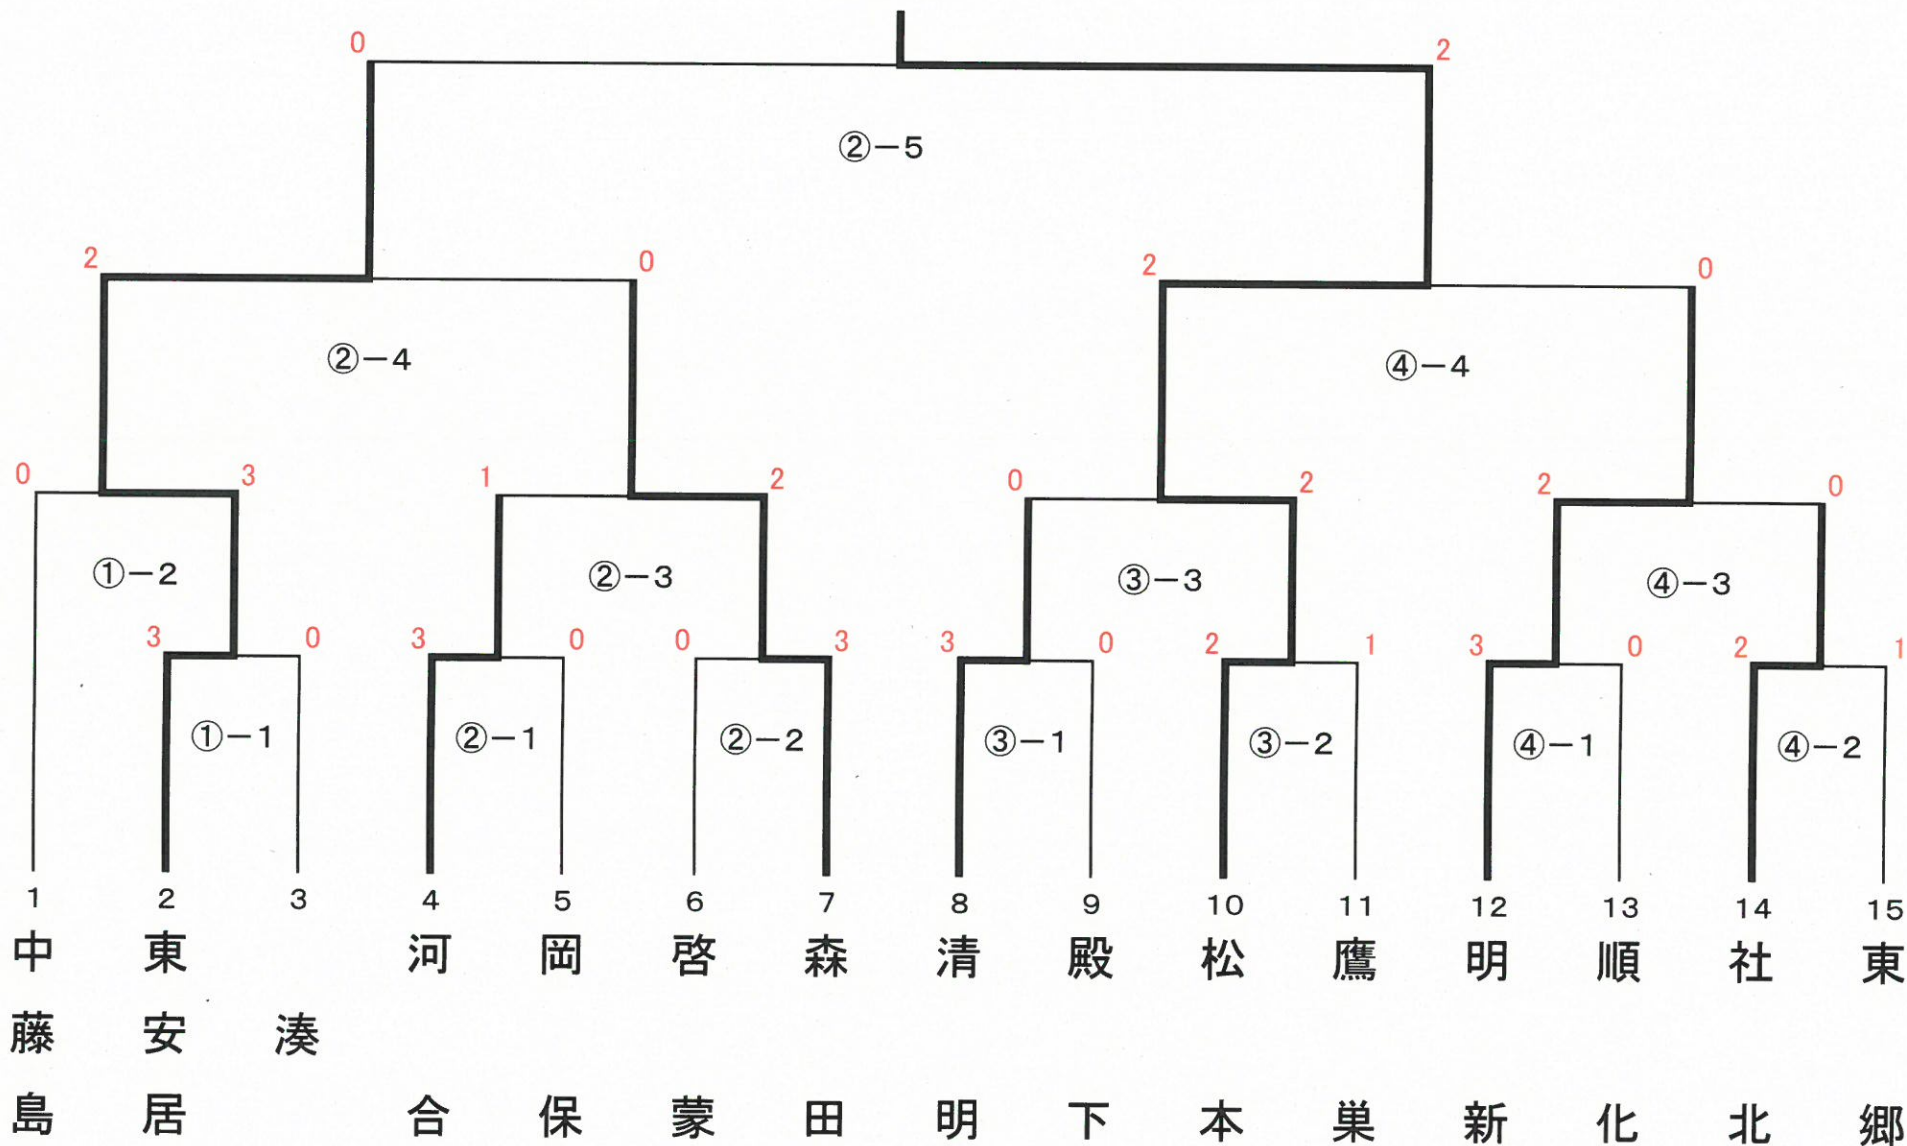 0 2
②－5
2 0 2 0
②－4 ④－4
0 3 1 2 0 2 2 0
①－2 ②－3 ③－3 ④－3
3 0 3 0 0 3 3 0 2 1 3 0 2 1
①－1 ②－1 ②－2 ③－1 ③－2 ④－1 ④－2
1 2 3 4 5 6 7 8 9 10 11 12 13 14 15
中藤島
東安居
湊
河合
岡保
啓蒙
森田
清明
殿下
松本
鷹巣
明新
順化
社北
東郷